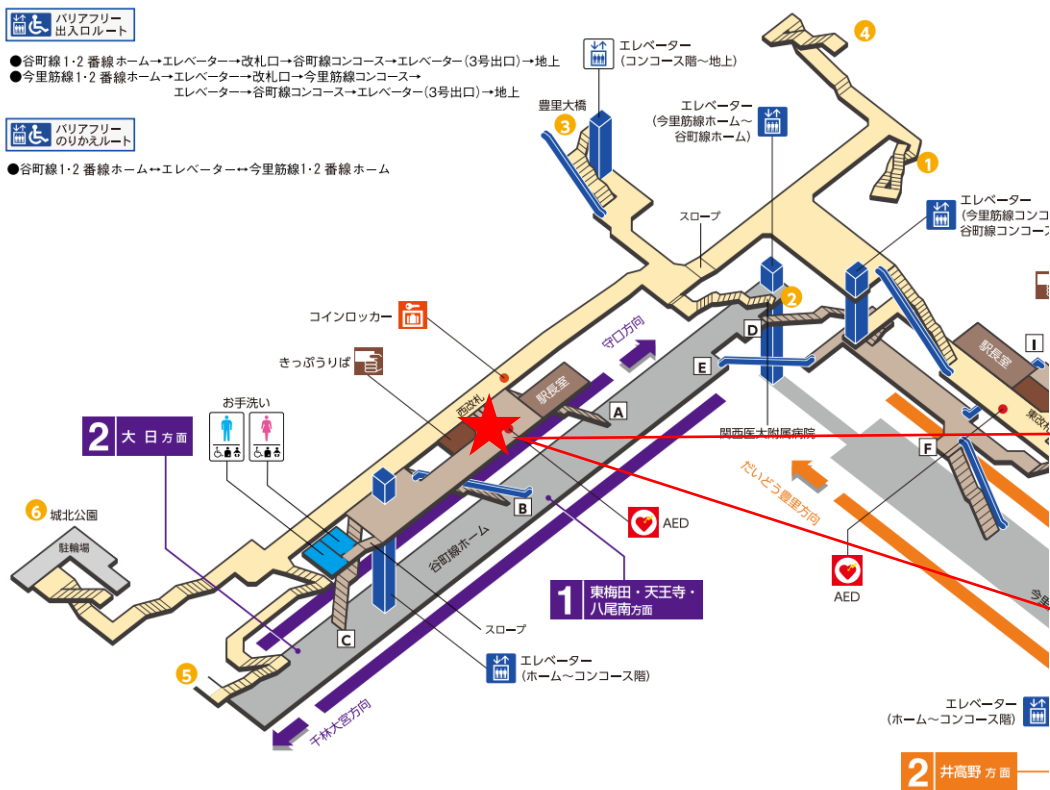 バリアフリー
出入口ルート
●谷町線1･2番線ホーム→エレベーター→改札口→谷町線コンコース→エレベーター(3号出口)→地上
●今里筋線1･2番線ホーム→エレベーター→改札口→今里筋線コンコース→
エレベーター→谷町線コンコース→エレベーター(3号出口)→地上
バリアフリー
のりかえルート
●谷町線1･2番線ホーム↔エレベーター↔今里筋線1･2番線ホーム
4
エレベーター
(コンコース階〜地上)
豊里大橋
3
エレベーター
(今里筋線ホーム〜
谷町線ホーム)
1
エレベーター
(今里筋線コンコ
谷町線コンコース
スロープ
2
コインロッカー
きっぷうりば
守口方向
D
E
I
駅長室
西改札
駅長室
A
東改札
お手洗い
2 大日方面
関西医大附属病院
F
だいどう豊里方向
B
AED
6 城北公園
駐輪場
谷町線ホーム
AED
1 東梅田・天王寺・
八尾南方面
今里
C
スロープ
5
エレベーター
(ホーム〜コンコース階)
千林大宮方向
エレベーター
(ホーム〜コンコース階)
2 井高野方面